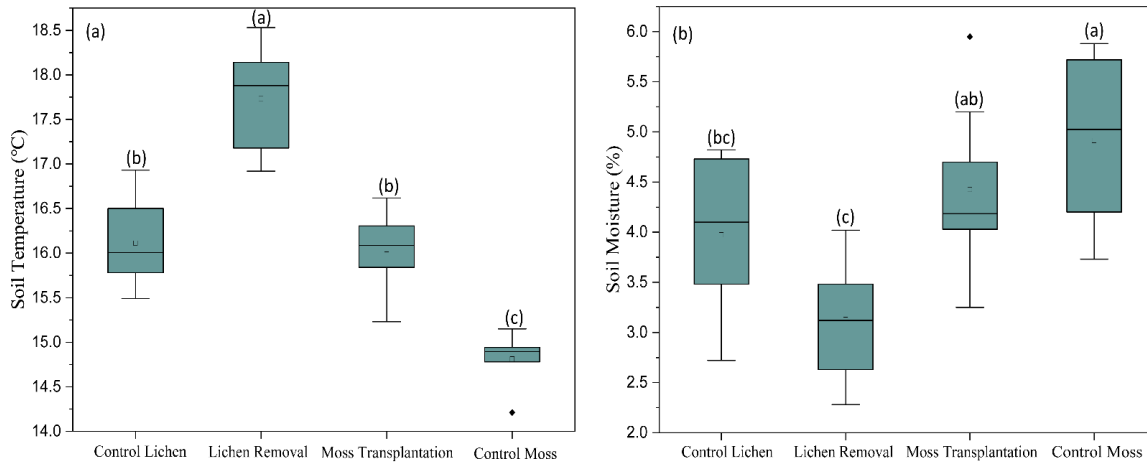 (a)
Soil Temperature (°C)
18.5
18.0
17.5
17.0
16.5
16.0
15.5
15.0
14.5
14.0
(b)
(a)
(b)
(c)
Control Lichen
Lichen Removal
Moss Transplantation
Control Moss
(b)
Soil Moisture (%)
6.0
5.5
5.0
4.5
4.0
3.5
3.0
2.5
2.0
(bc)
(c)
(ab)
(a)
Control Lichen
Lichen Removal
Moss Transplantation
Control Moss